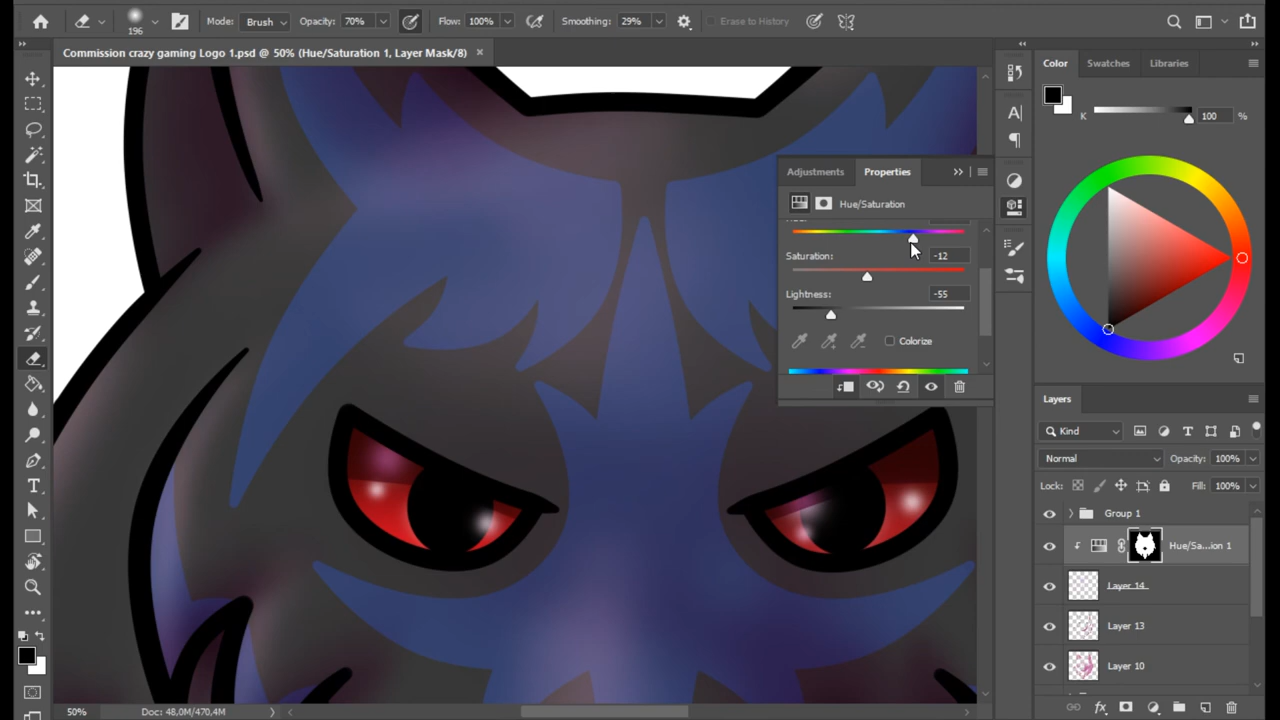 196
Mode: Brush
Opacity: 70%
Flow: 100%
Smoothing: 29%
Erase to History
Commission crazy gaming Logo 1.psd @ 50% (Hue/Saturation 1, Layer Mask/8)
Color
Swatches
Libraries
K
100
%
Adjustments
Properties
Hue/Saturation
Saturation:
-12
Lightness:
-55
Colorize
Layers
Kind
Normal
Opacity: 100%
Lock:
Fill: 100%
Group 1
Hue/Sa...ion 1
Layer 14
Layer 13
Layer 10
50%
Doc: 48,0M/470,4M